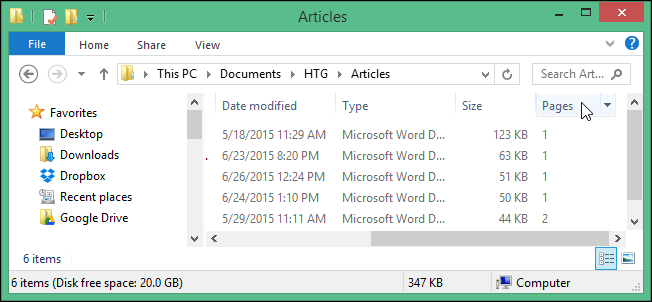 Articles
File Home Share View
This PC Documents HTG Articles Search Art...
Favorites
Desktop
Downloads
Dropbox
Recent places
Google Drive
Date modified Type Size Pages
5/18/2015 11:29 AM Microsoft Word D... 123 KB 1
6/23/2015 8:20 PM Microsoft Word D... 63 KB 1
6/26/2015 12:24 PM Microsoft Word D... 51 KB 1
6/24/2015 1:10 PM Microsoft Word D... 50 KB 1
5/29/2015 11:11 AM Microsoft Word D... 44 KB 2
6 items
6 items (Disk free space: 20.0 GB) 347 KB Computer